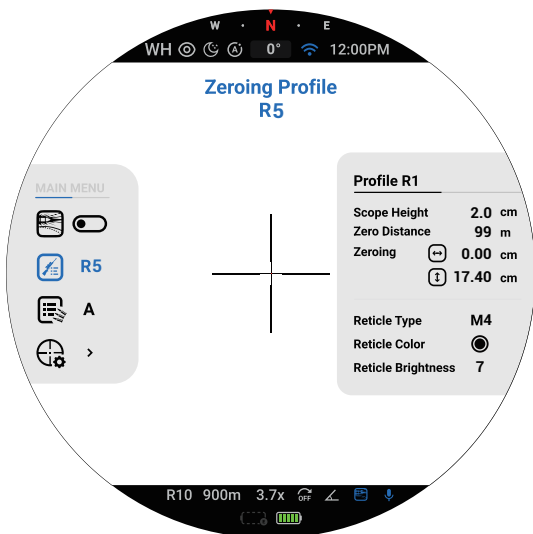 W · N · E
WH A 0° 12:00PM
Zeroing Profile
R5
MAIN MENU
R5
A
Profile R1
Scope Height 2.0 cm
Zero Distance 99 m
Zeroing 0.00 cm
17.40 cm
Reticle Type M4
Reticle Color
Reticle Brightness 7
R10 900m 3.7x OFF